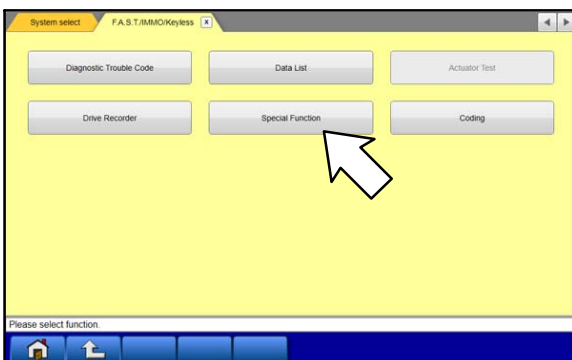 System select F.A.S.T./IMMO/Keyless x
Diagnostic Trouble Code Data List Actuator Test
Drive Recorder Special Function Coding
Please select function.